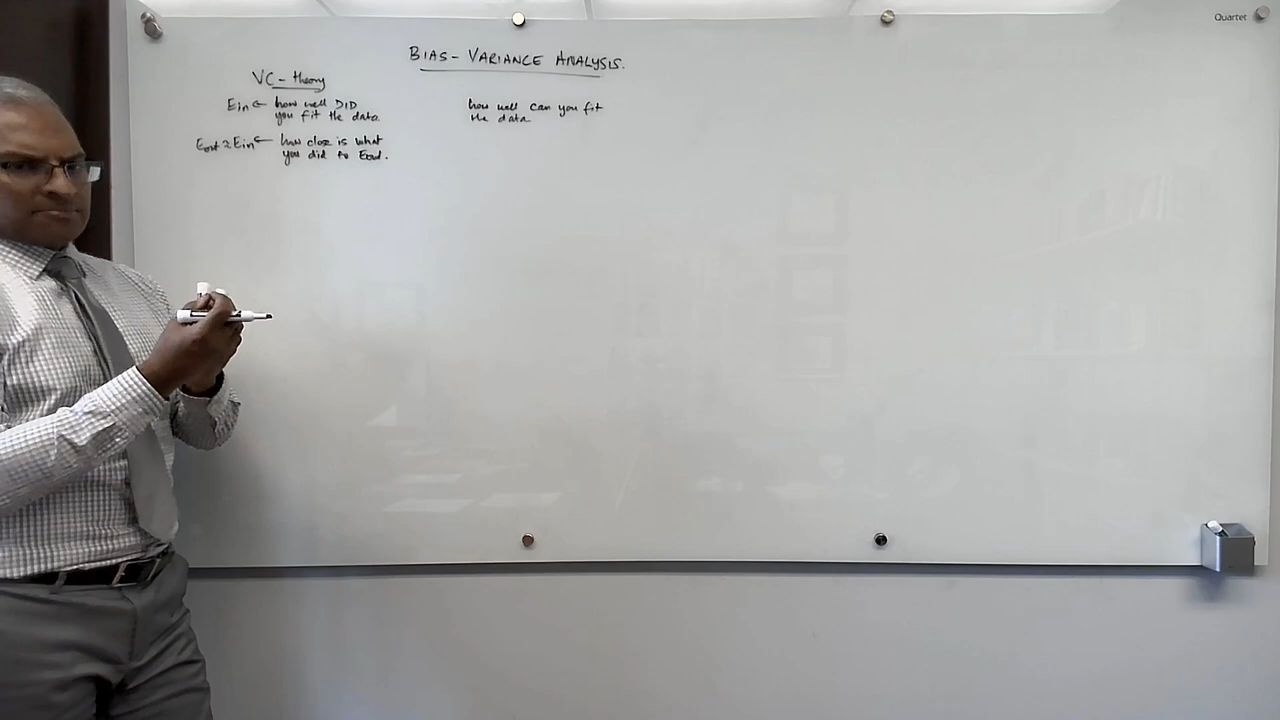 Quartet
BIAS - VARIANCE ANALYSIS.
VC - theory
Ein ← how well DID
you fit the data.
Eout ≈ Ein ← how close is what
you did to Eout.
how well can you fit
the data